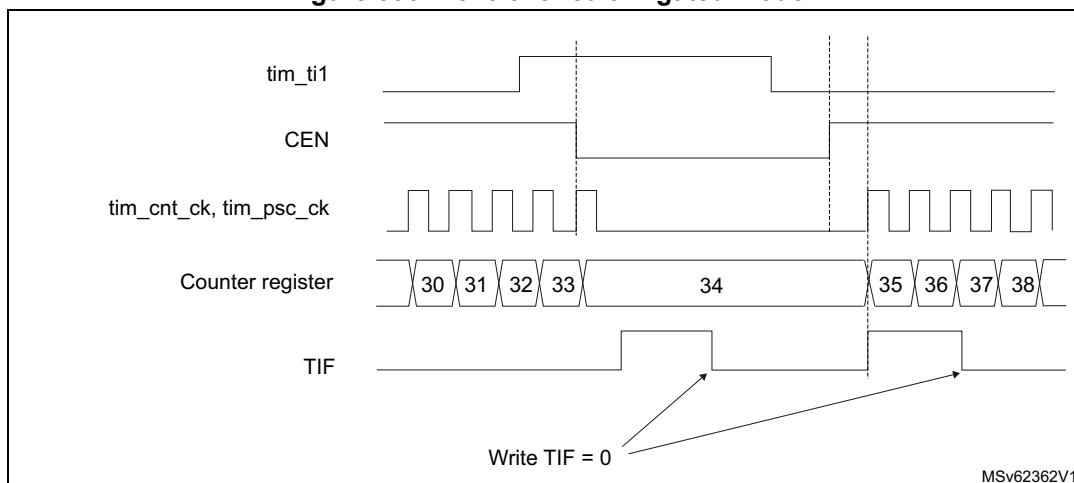 tim_ti1
CEN
tim_cnt_ck, tim_psc_ck
Counter register
30 31 32 33 34 35 36 37 38
TIF
Write TIF = 0
MSv62362V1